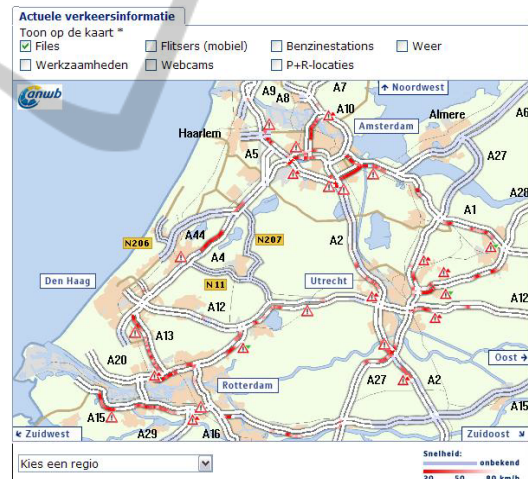 Actuele verkeersinformatie
Toon op de kaart *
Files Flitsers (mobiel) Benzinestations Weer
Werkzaamheden Webcams P+R-locaties
anwb
A9 A7 Noordwest
A8 A10
Amsterdam Almere A6
Haarlem
A5 A27
A28
A1
A44 A2
N206 N207
A4
Den Haag N11 Utrecht
A12 A12
A13
A20 Oost
Rotterdam
A27 A2
A15 A15
A29 A16
Zuidwest Zuidoost
Kies een regio
Snelheid:
onbekend
20 50 80 km/h